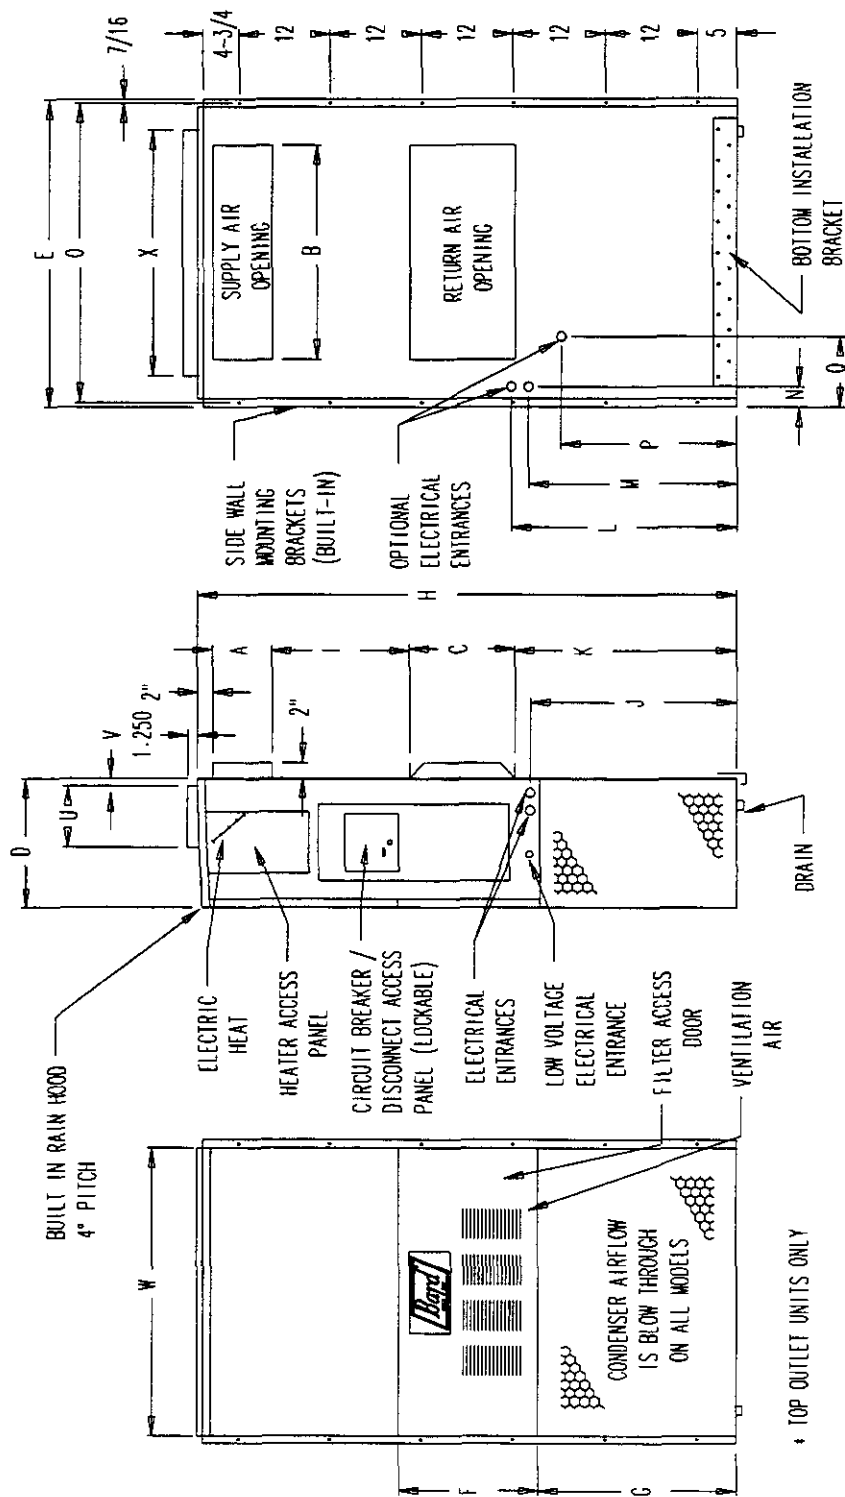 BUILT IN RAIN HOOD
4° PITCH
W
F
G
Bard
CONDENSER AIRFLOW
IS BLOW THROUGH
ON ALL MODELS
* TOP OUTLET UNITS ONLY
ELECTRIC
HEAT
HEATER ACCESS
PANEL
CIRCUIT BREAKER /
DISCONNECT ACCESS
PANEL (LOCKABLE)
ELECTRICAL
ENTRANCES
LOW VOLTAGE
ELECTRICAL
ENTRANCE
FILTER ACCESS
DOOR
VENTILATION
AIR
D
U
V
1.250
2"
A
2"
I
C
K
J
H
DRAIN
SIDE WALL
MOUNTING
BRACKETS
(BUILT-IN)
OPTIONAL
ELECTRICAL
ENTRANCES
L
M
P
N
Q
E
O
X
SUPPLY AIR
OPENING
B
RETURN AIR
OPENING
BOTTOM INSTALLATION
BRACKET
7/16
4-3/4
12
12
12
12
12
5